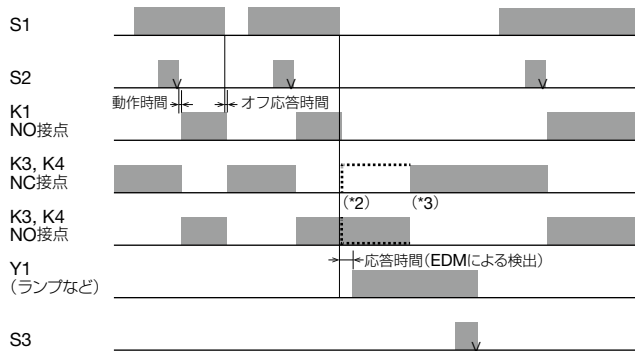 S1
S2
動作時間
オフ応答時間
K1
NO接点
K3, K4
NC接点
(*2)
(*3)
K3, K4
NO接点
応答時間(EDMによる検出)
Y1
(ランプなど)
S3